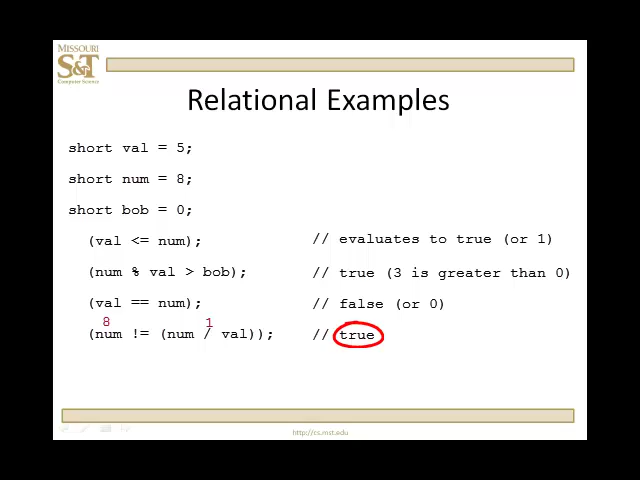 MISSOURI
S&T
Computer Science
Relational Examples
short val = 5;
short num = 8;
short bob = 0;
(val <= num); // evaluates to true (or 1)
(num % val > bob); // true (3 is greater than 0)
(val == num); // false (or 0)
8 1
(num != (num / val)); // true
http://cs.mst.edu